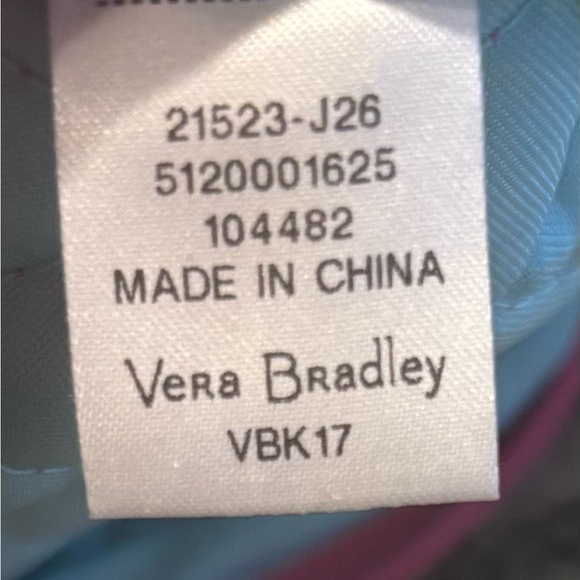 21523-J26
5120001625
104482
MADE IN CHINA
Vera Bradley
VBK17